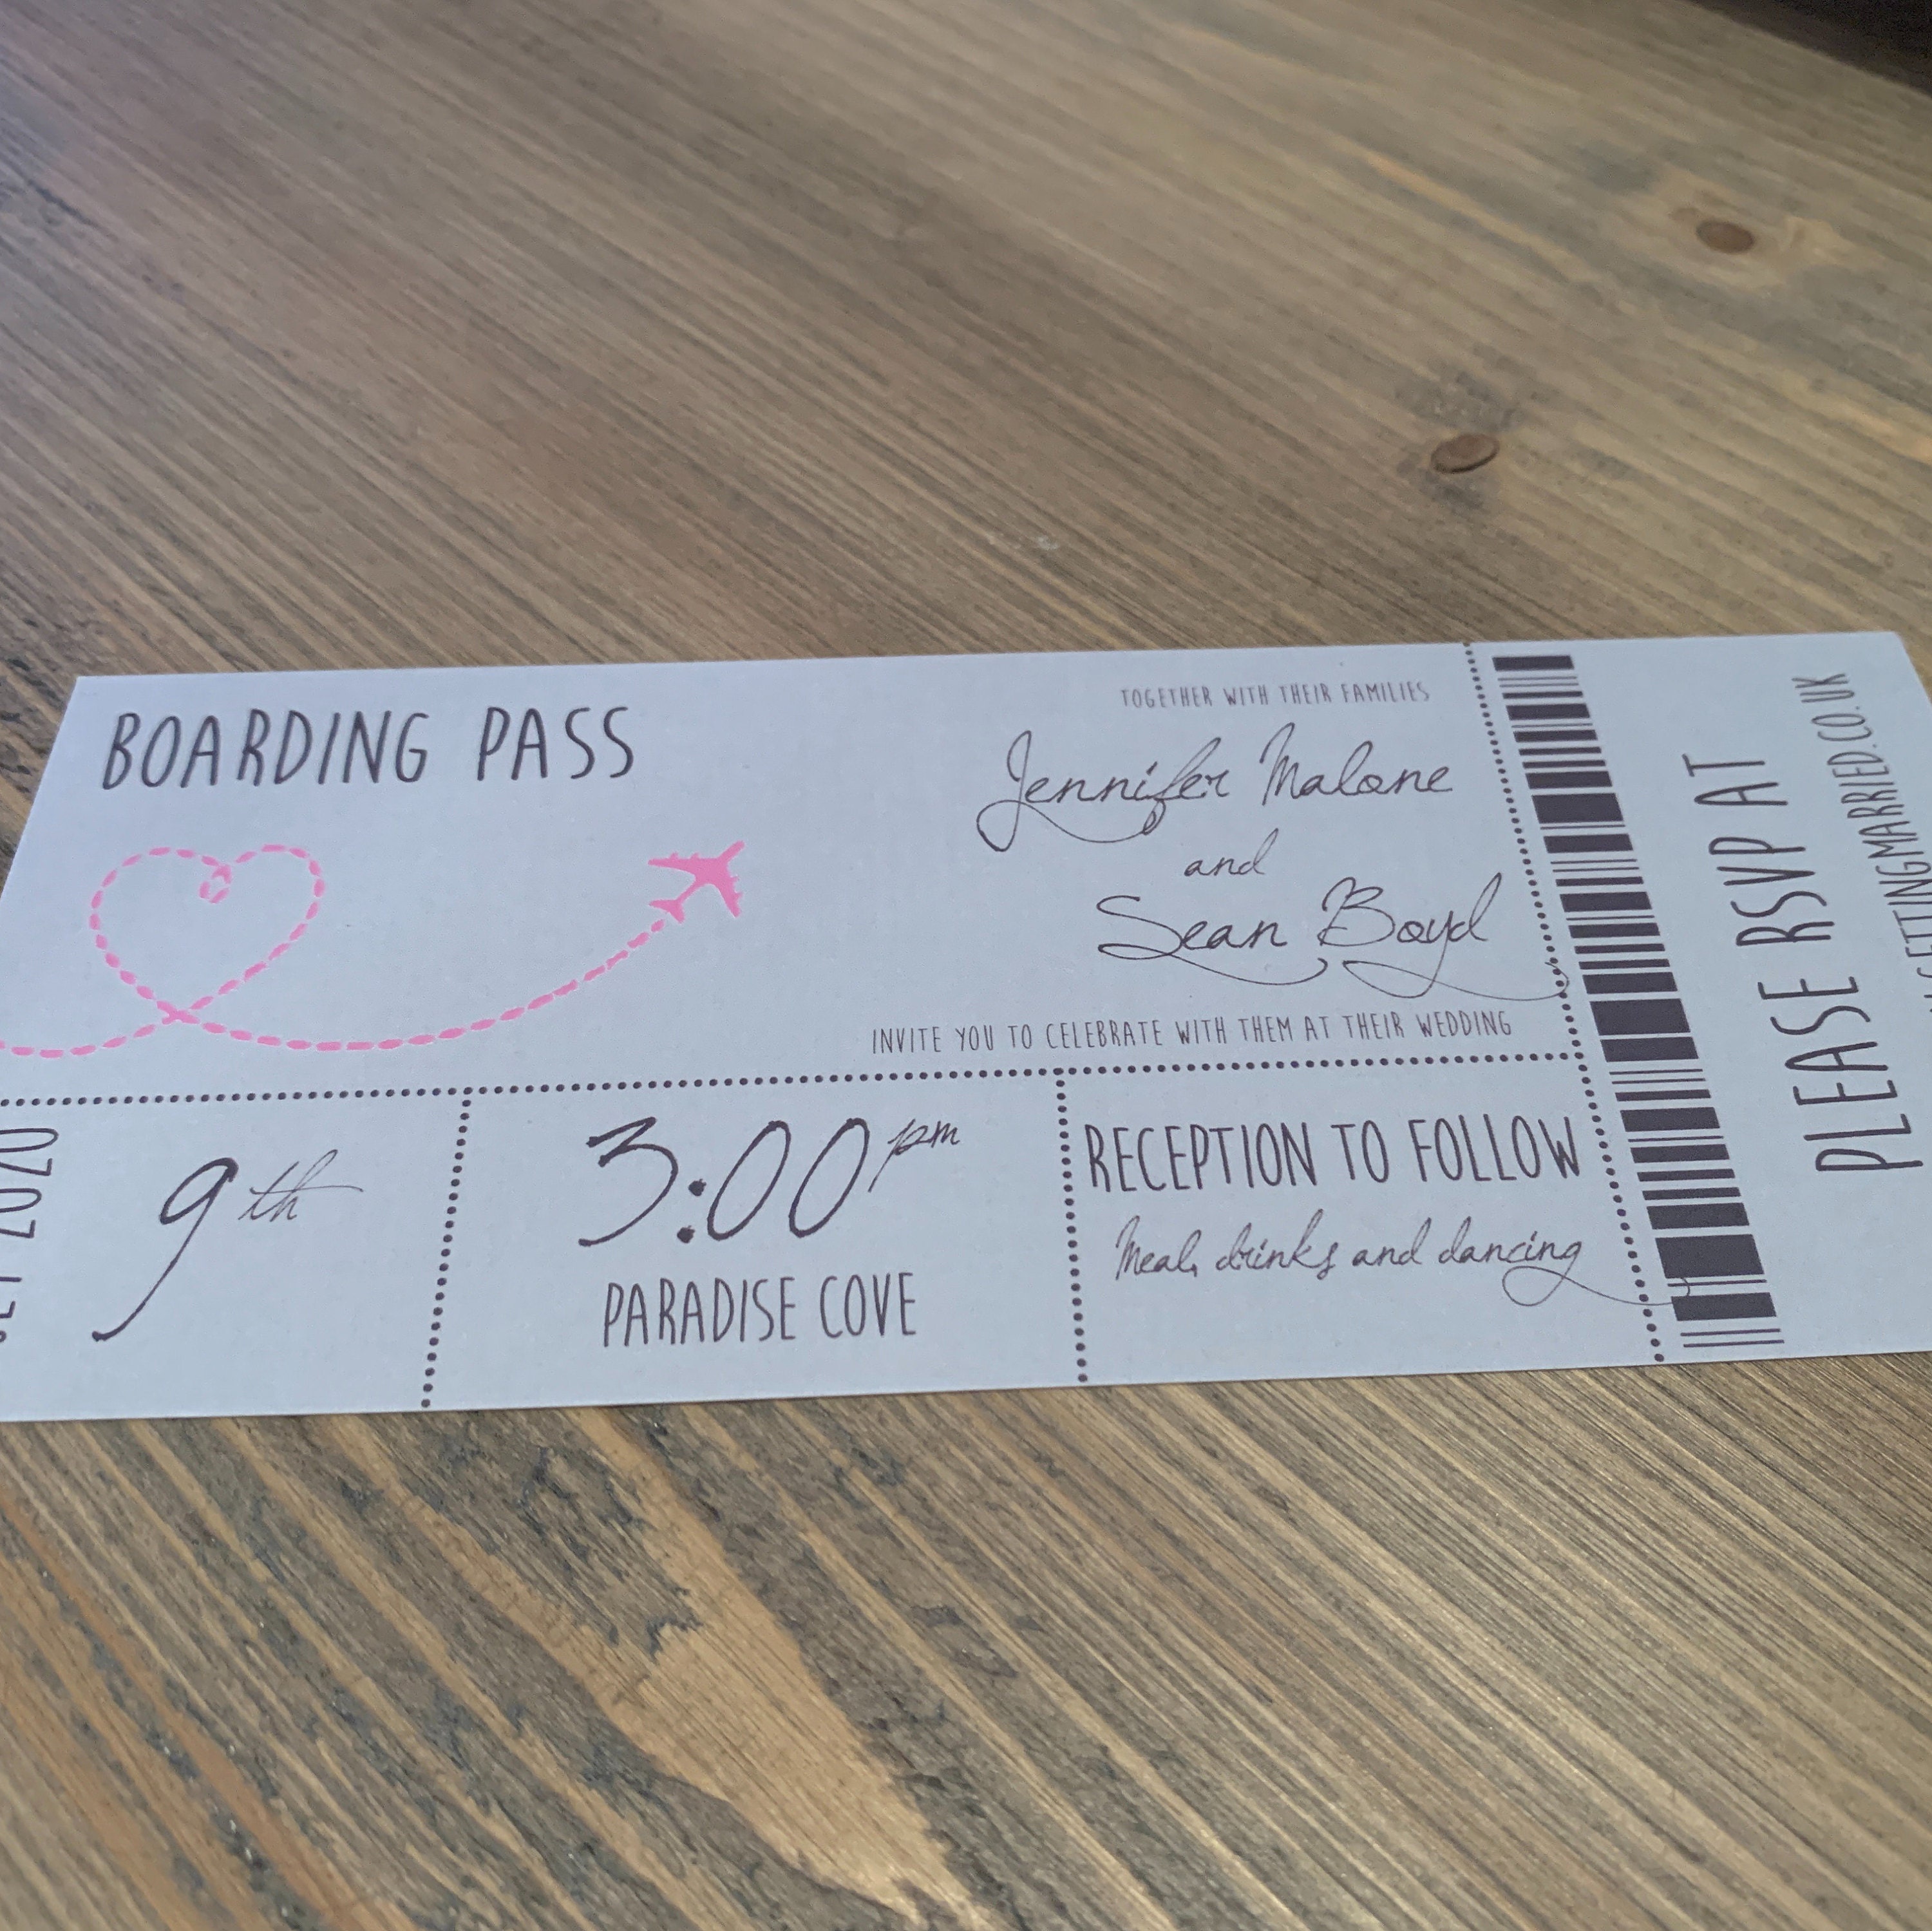 BOARDING PASS
TOGETHER WITH THEIR FAMILIES
Jennifer Malone
and
Sean Boyd
INVITE YOU TO CELEBRATE WITH THEM AT THEIR WEDDING
2020
9th
3:00pm
PARADISE COVE
RECEPTION TO FOLLOW
Meal, drinks and dancing
PLEASE RSVP AT
GETTINGMARRIED.CO.UK